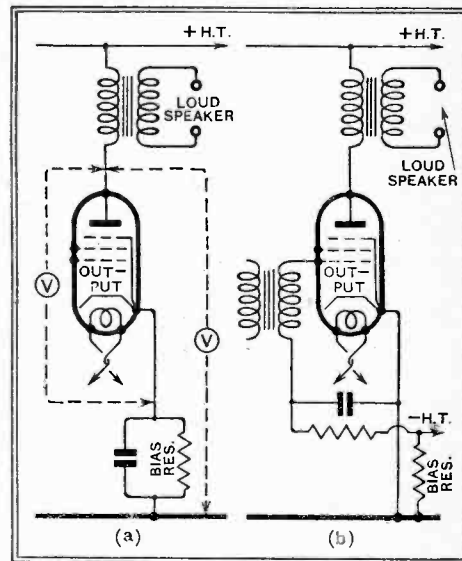 + H.T.
+ H.T.
LOUD
SPEAKER
LOUD
SPEAKER
OUT-
PUT
V
V
OUT-
PUT
-H.T.
BIAS
RES.
BIAS
RES.
(a)
(b)